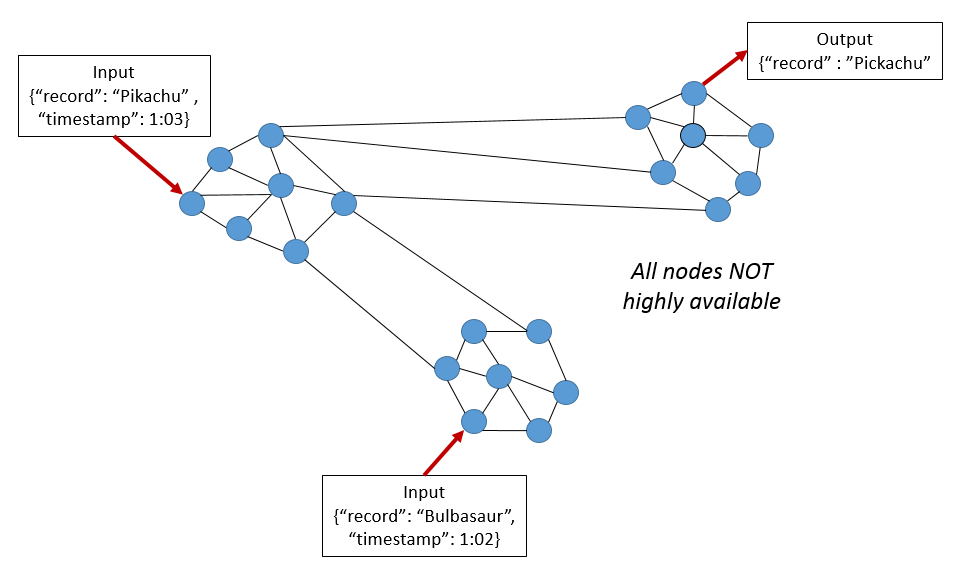 Output
{“record” : ”Pickachu”
Input
{“record”: “Pikachu” ,
“timestamp”: 1:03}
All nodes NOT
highly available
Input
{“record”: “Bulbasaur”,
“timestamp”: 1:02}